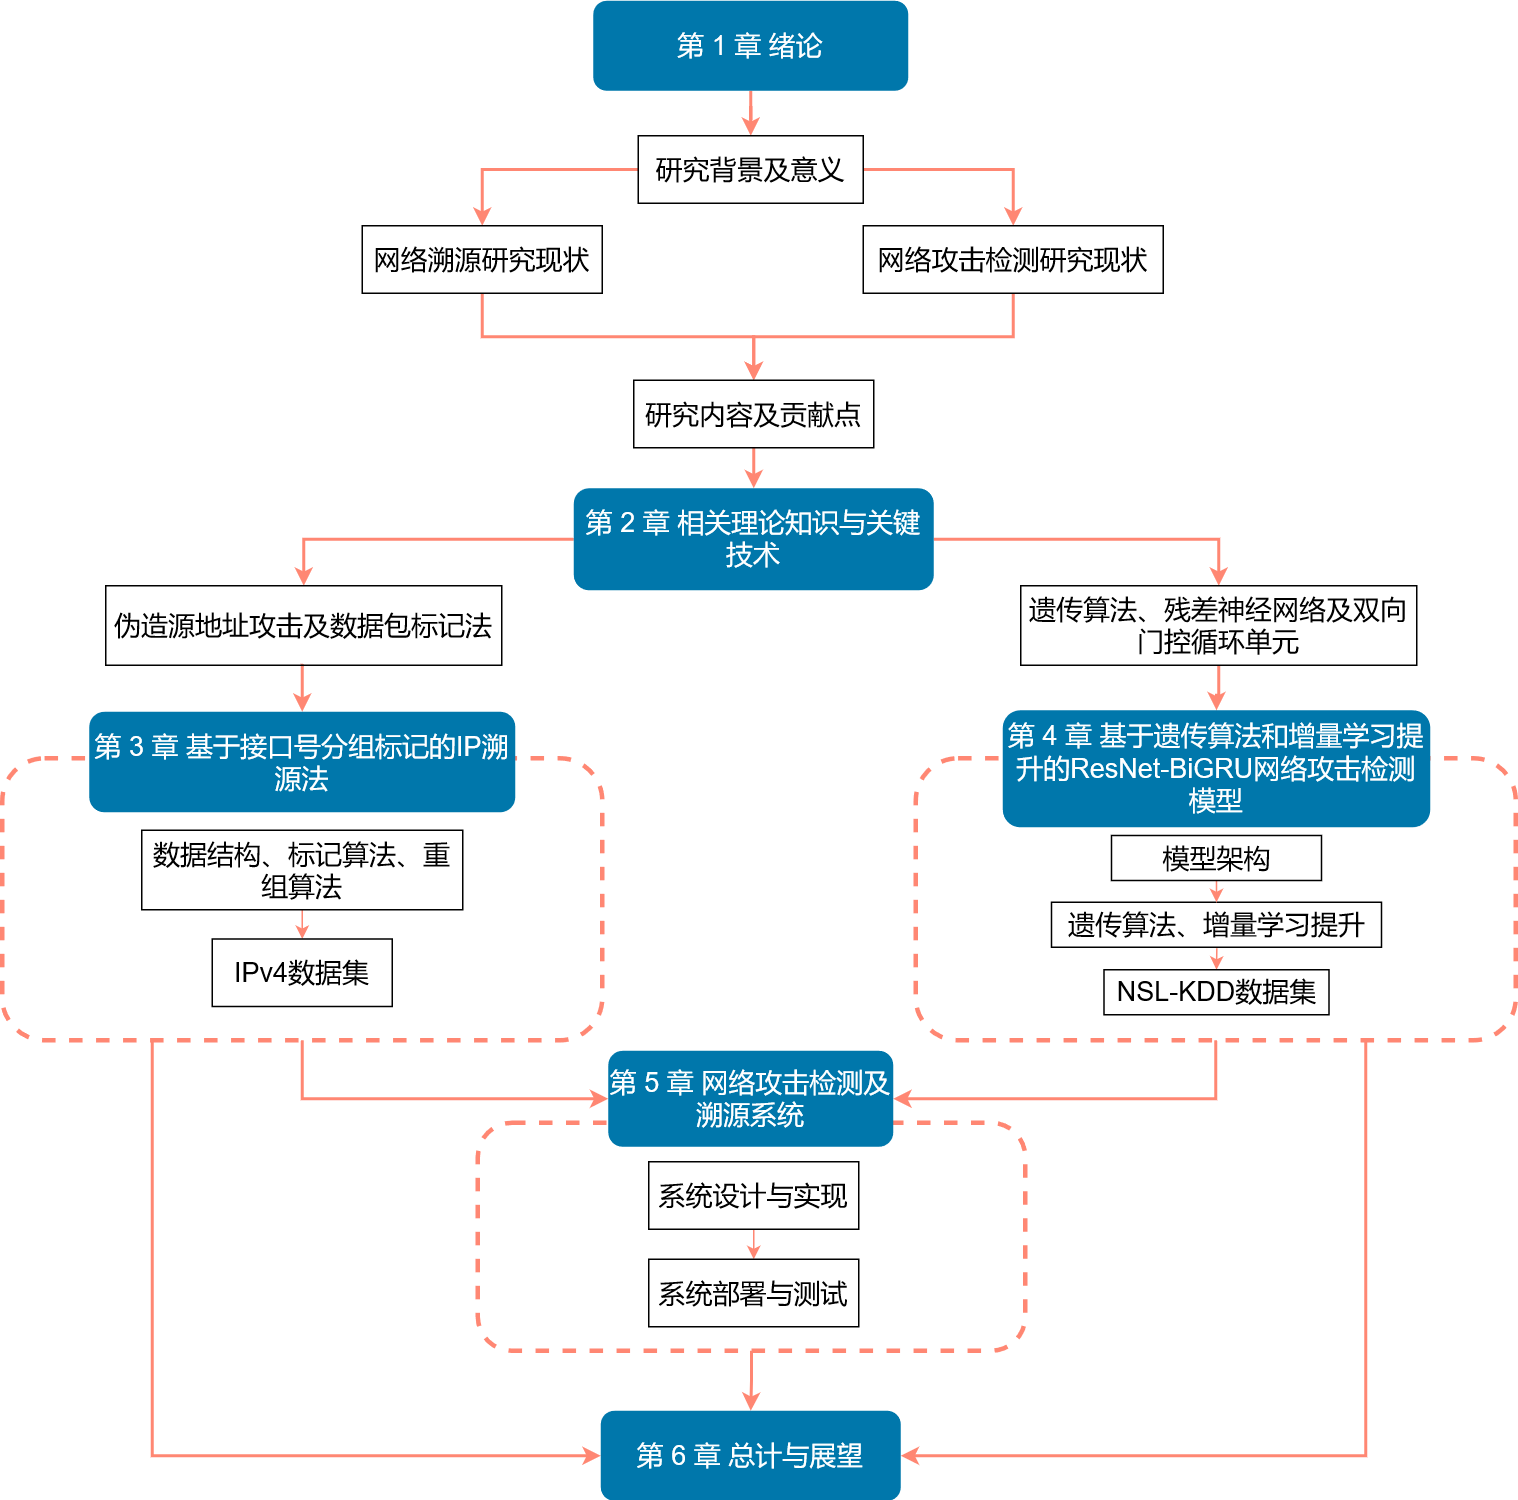 第 1 章 绪论
研究背景及意义
网络溯源研究现状
网络攻击检测研究现状
研究内容及贡献点
第 2 章 相关理论知识与关键
技术
伪造源地址攻击及数据包标记法
遗传算法、残差神经网络及双向
门控循环单元
第 3 章 基于接口号分组标记的IP溯
源法
第 4 章 基于遗传算法和增量学习提
升的ResNet-BiGRU网络攻击检测
模型
数据结构、标记算法、重
组算法
IPv4数据集
模型架构
遗传算法、增量学习提升
NSL-KDD数据集
第 5 章 网络攻击检测及
溯源系统
系统设计与实现
系统部署与测试
第 6 章 总计与展望